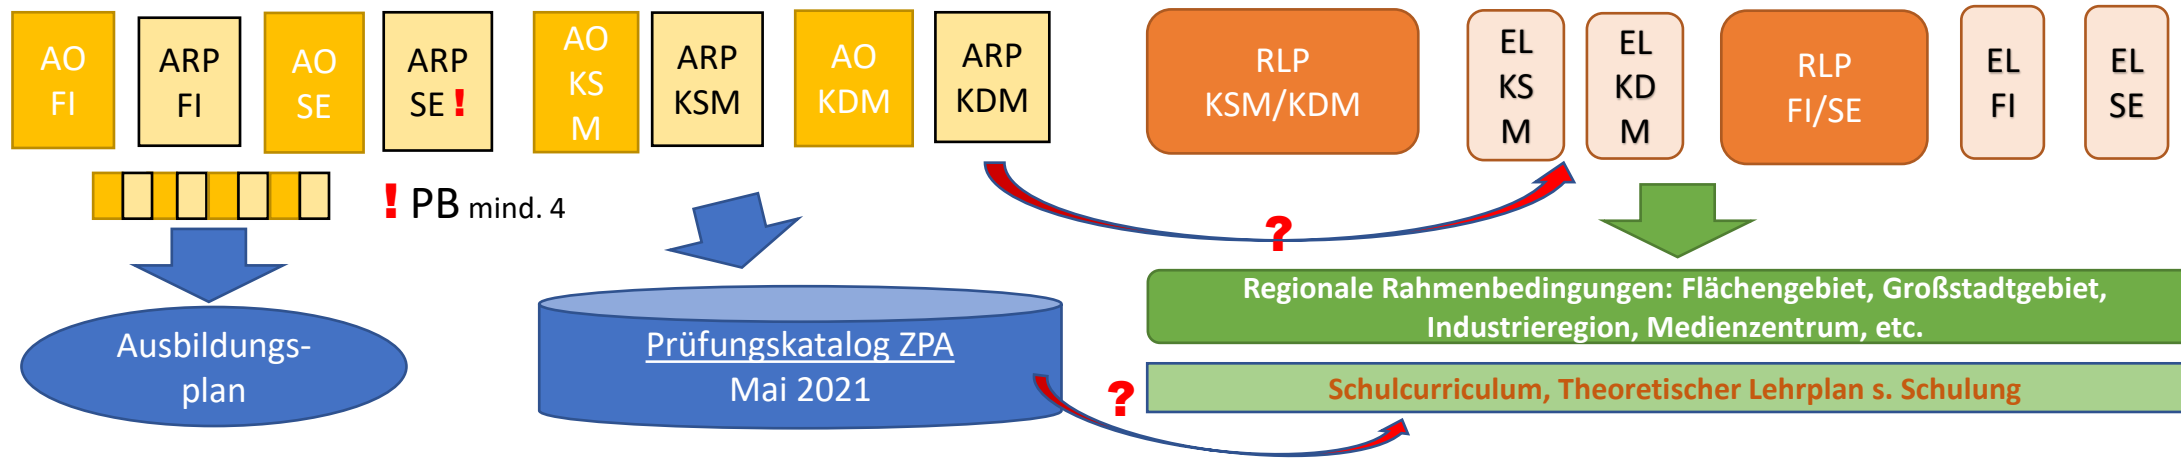 AO
FI
ARP
FI
AO
SE
ARP
SE !
AO
KS
M
ARP
KSM
AO
KDM
ARP
KDM
RLP
KSM/KDM
EL
KS
M
EL
KD
M
RLP
FI/SE
EL
FI
EL
SE
! PB mind. 4
?
Ausbildungs-
plan
Prüfungskatalog ZPA
Mai 2021
Regionale Rahmenbedingungen: Flächengebiet, Großstadtgebiet,
Industrieregion, Medienzentrum, etc.
?
Schulcurriculum, Theoretischer Lehrplan s. Schulung